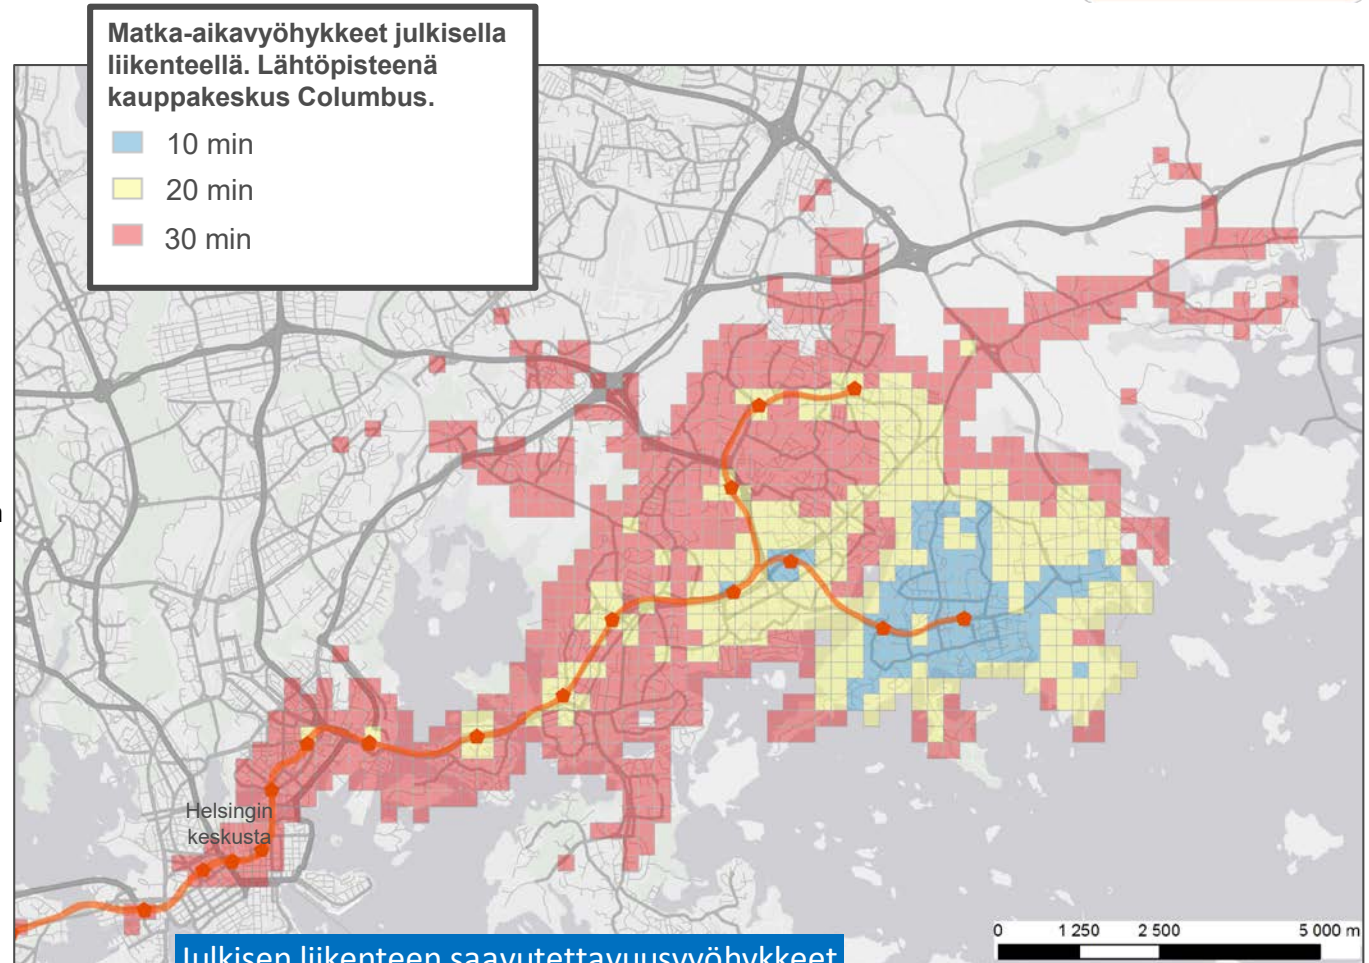 Matka-aikavyöhykkeet julkisella
liikenteellä. Lähtöpisteenä
kauppakeskus Columbus.
10 min
20 min
30 min
Helsingin
keskusta
0 1 250 2 500 5 000 m
Julkisen liikenteen saavutettavuusvyöhykkeet